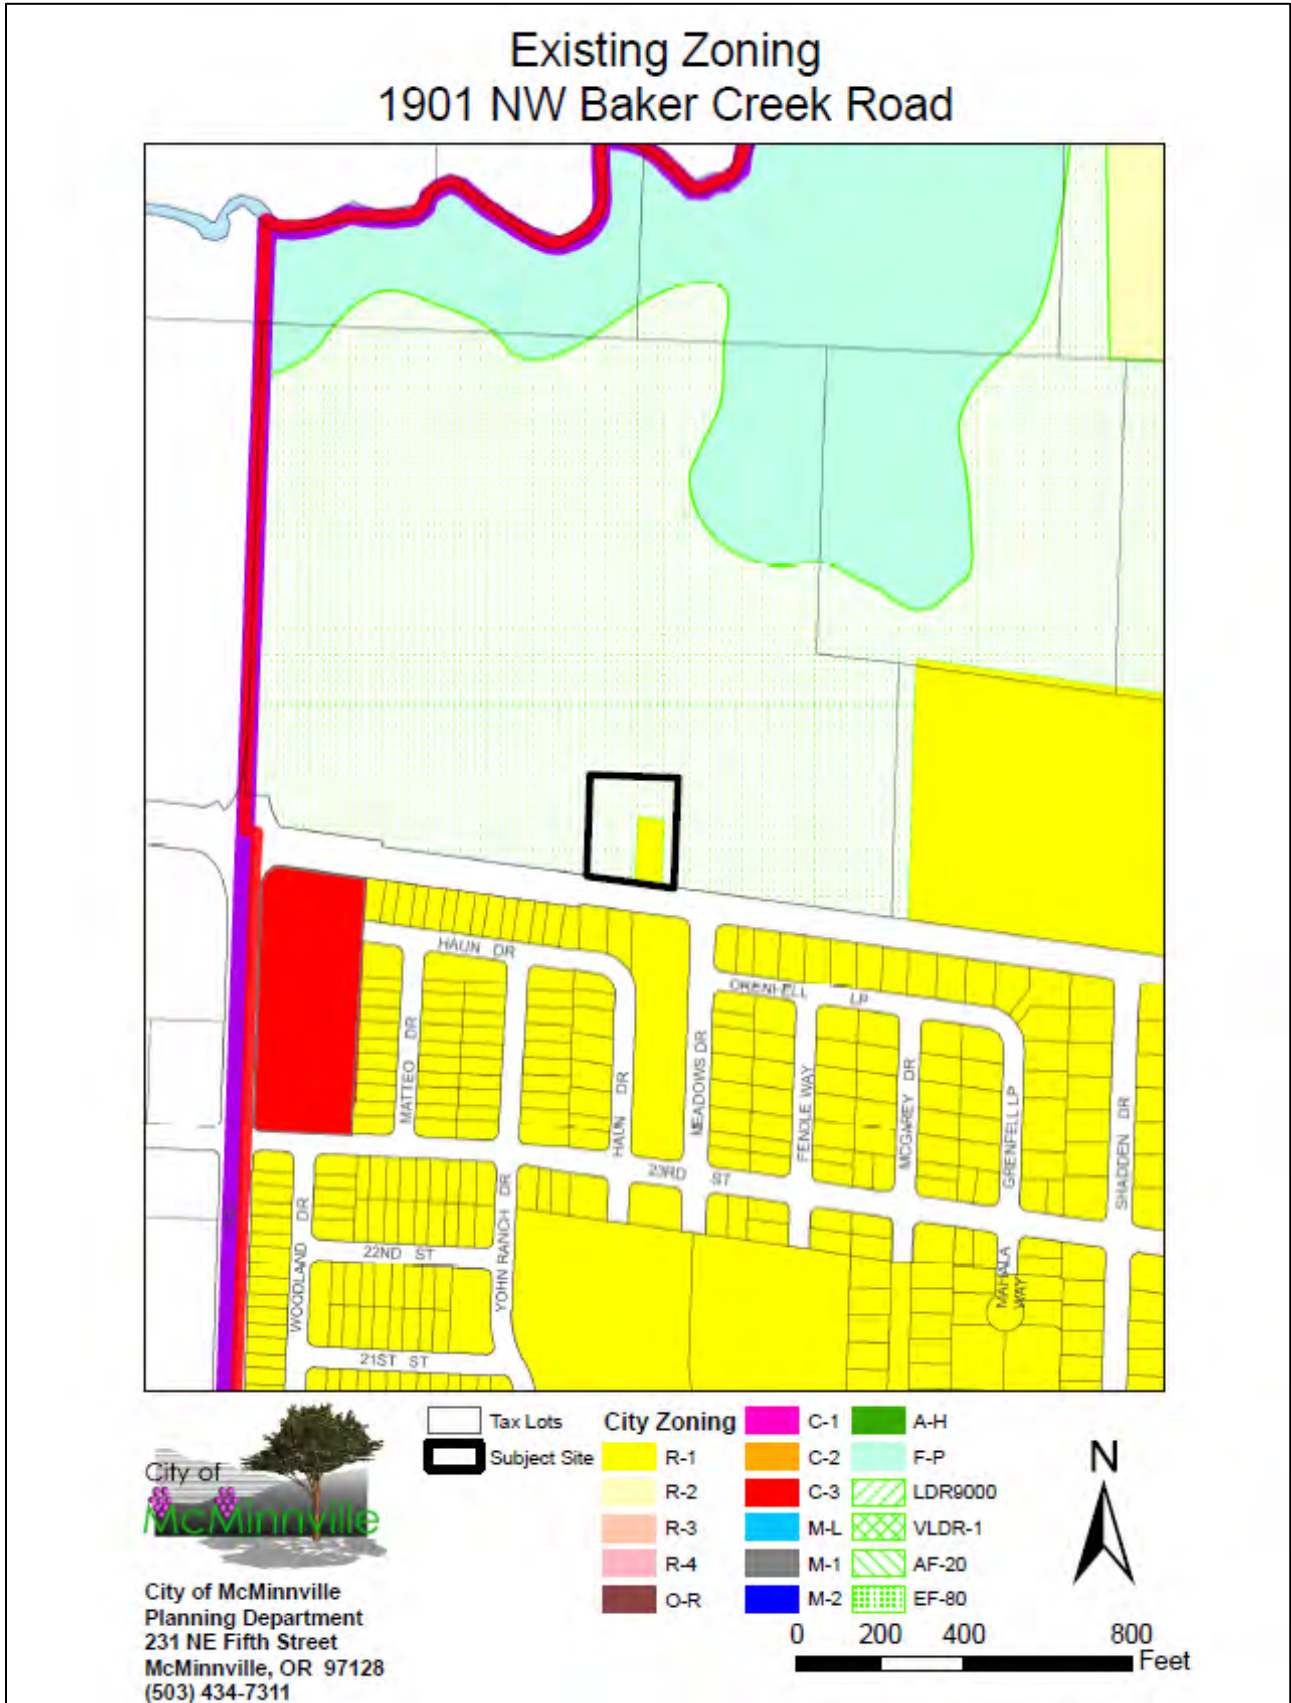 Existing Zoning
1901 NW Baker Creek Road
HAUN DR
MATTEO DR
HAUN DR
MEADOWS DR
GRENFELL LP
FENDLE WAY
MCGAREY DR
GRENFELL LP
SHADDEN DR
23RD ST
WOODLAND DR
22ND ST
YOHN RANCH DR
MAHALA WAY
21ST ST
Tax Lots
Subject Site
City Zoning
R-1
R-2
R-3
R-4
O-R
C-1
C-2
C-3
M-L
M-1
M-2
A-H
F-P
LDR9000
VLDR-1
AF-20
EF-80
N
0 200 400 800
Feet
City of
McMinnville
City of McMinnville
Planning Department
231 NE Fifth Street
McMinnville, OR 97128
(503) 434-7311